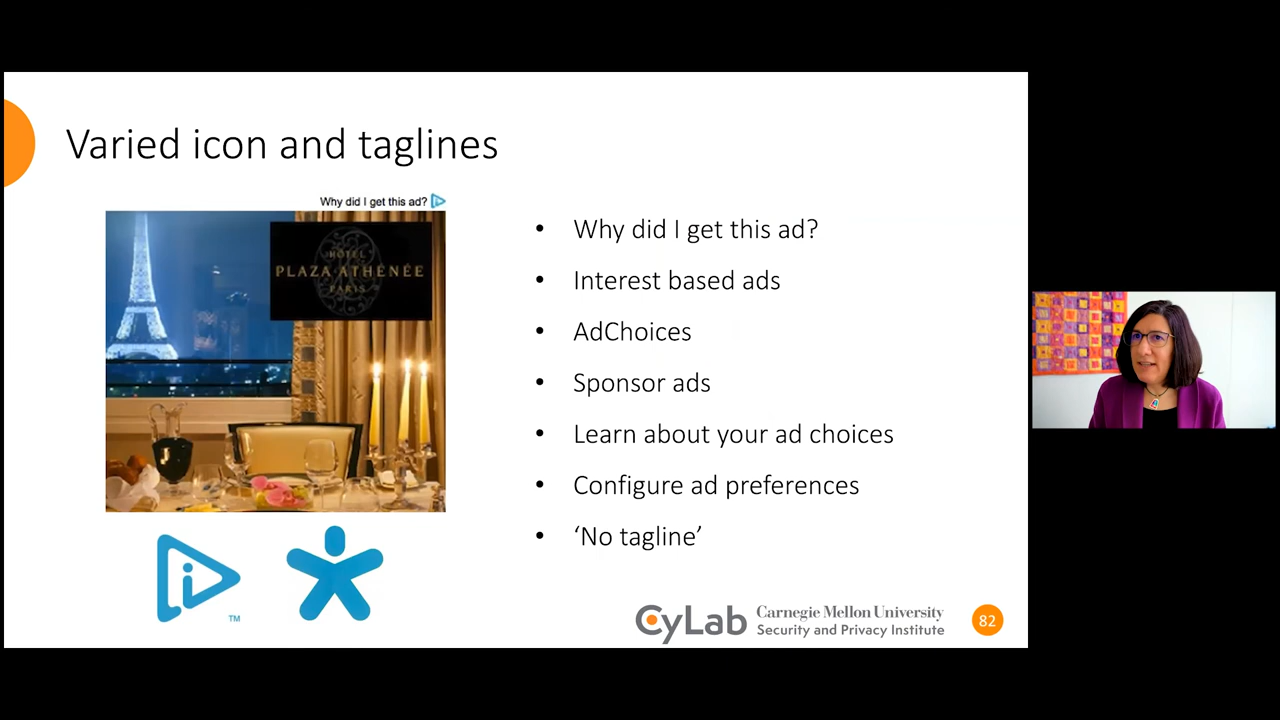 Varied icon and taglines
Why did I get this ad?
HÔTEL
PLAZA·ATHÉNÉE
PARIS
i
TM
• Why did I get this ad?
• Interest based ads
• AdChoices
• Sponsor ads
• Learn about your ad choices
• Configure ad preferences
• ‘No tagline’
CyLab
Carnegie Mellon University
Security and Privacy Institute
82